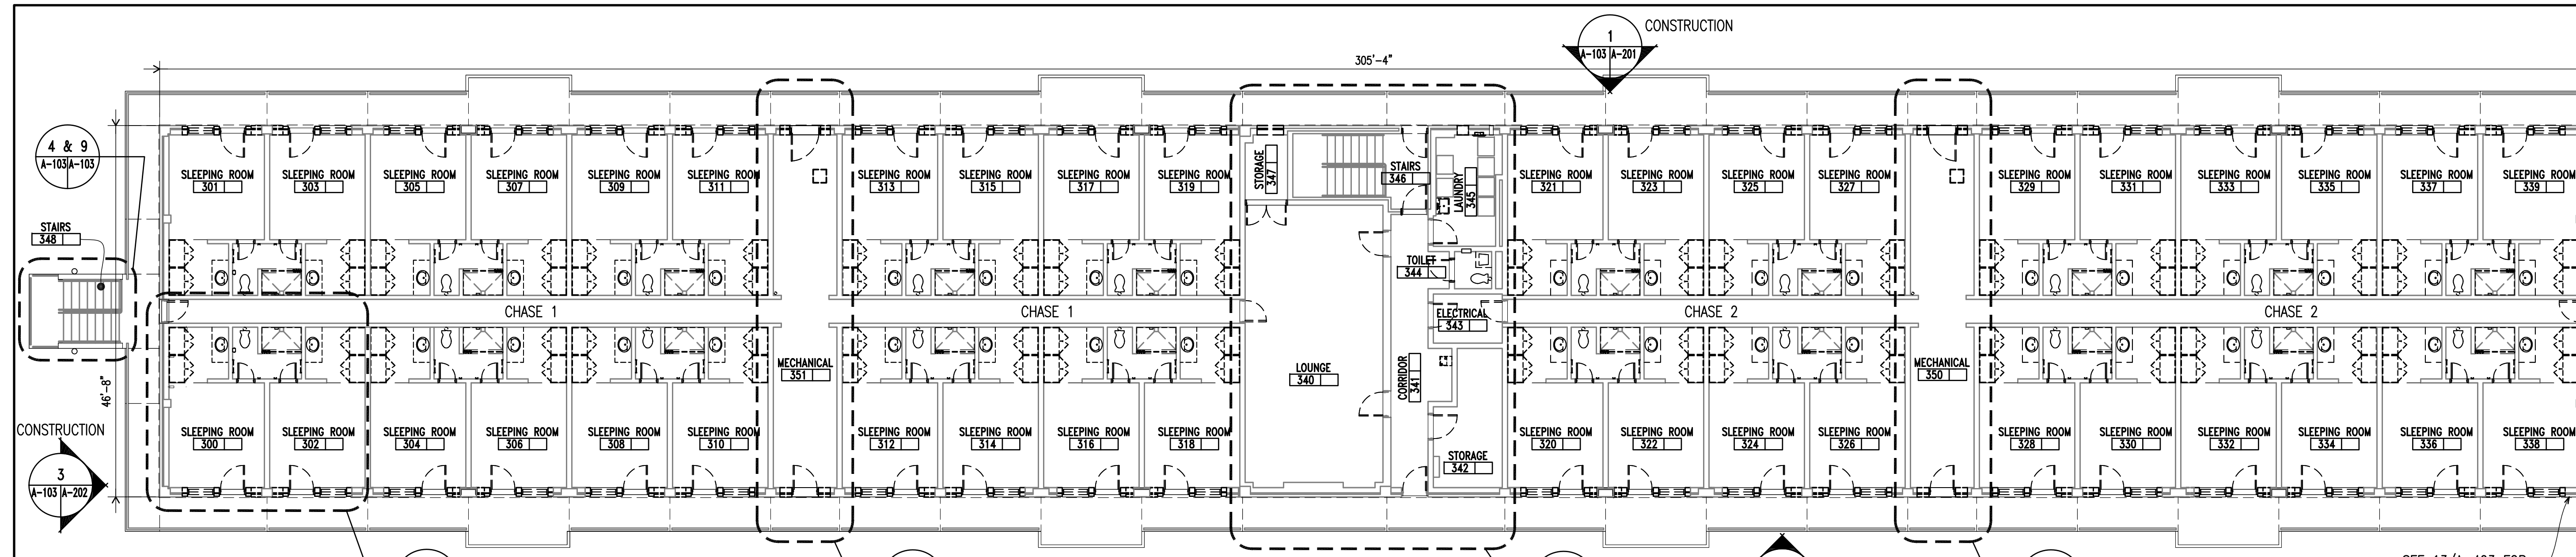 1
A-103 A-201
CONSTRUCTION
305'-4"
4 & 9
A-103 A-103
STAIRS
348
SLEEPING ROOM
301
SLEEPING ROOM
303
SLEEPING ROOM
305
SLEEPING ROOM
307
SLEEPING ROOM
309
SLEEPING ROOM
311
SLEEPING ROOM
313
SLEEPING ROOM
315
SLEEPING ROOM
317
SLEEPING ROOM
319
STORAGE
347
STAIRS
346
LAUNDRY
345
SLEEPING ROOM
321
SLEEPING ROOM
323
SLEEPING ROOM
325
SLEEPING ROOM
327
SLEEPING ROOM
329
SLEEPING ROOM
331
SLEEPING ROOM
333
SLEEPING ROOM
335
SLEEPING ROOM
337
SLEEPING ROOM
339
TOILET
344
CHASE 1
CHASE 1
ELECTRICAL
343
CHASE 2
CHASE 2
MECHANICAL
351
LOUNGE
340
CORRIDOR
341
MECHANICAL
350
46'-8"
CONSTRUCTION
3
A-103 A-202
SLEEPING ROOM
300
SLEEPING ROOM
302
SLEEPING ROOM
304
SLEEPING ROOM
306
SLEEPING ROOM
308
SLEEPING ROOM
310
SLEEPING ROOM
312
SLEEPING ROOM
314
SLEEPING ROOM
316
SLEEPING ROOM
318
STORAGE
342
SLEEPING ROOM
320
SLEEPING ROOM
322
SLEEPING ROOM
324
SLEEPING ROOM
326
SLEEPING ROOM
328
SLEEPING ROOM
330
SLEEPING ROOM
332
SLEEPING ROOM
334
SLEEPING ROOM
336
SLEEPING ROOM
338